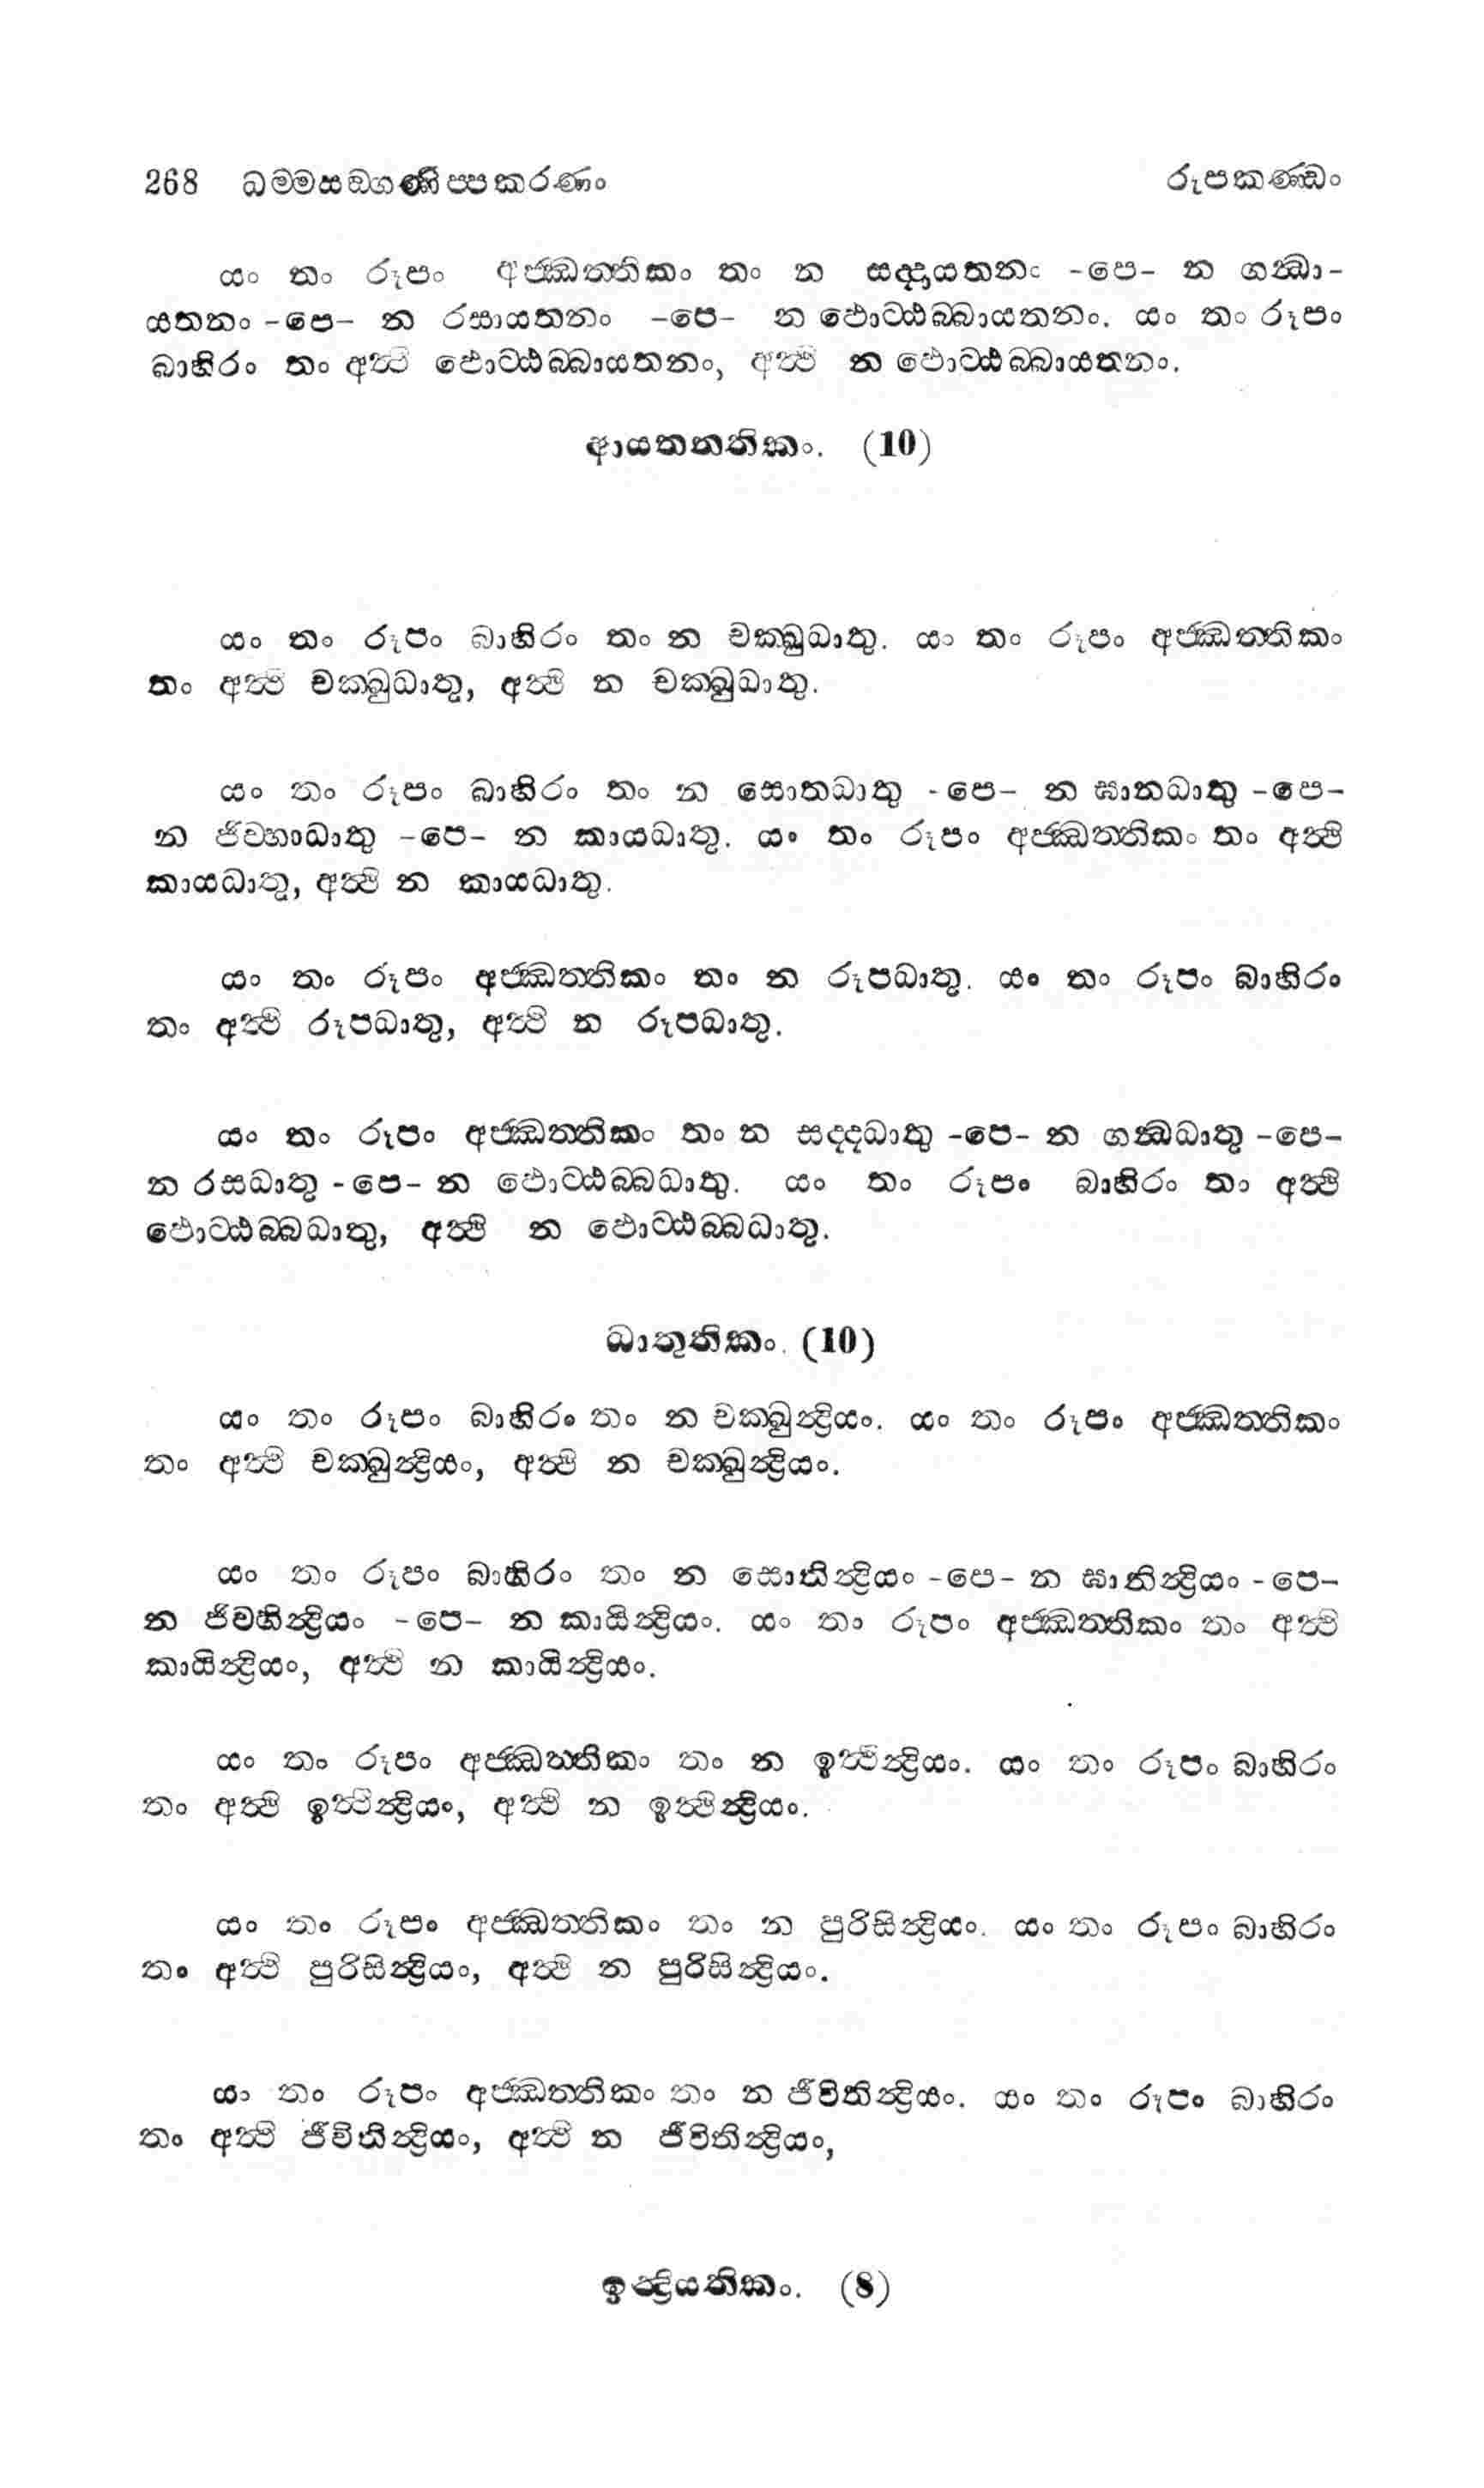 268 ධම්මසඞ්ගණිප්පකරණං රූපකණ්ඩං
යං තං රූපං අජ්ඣත්තිකං තං න සද්දායතනං -පෙ- න ගන්ධා-
යතනං -පෙ- න රසායතනං -පෙ- න ඵොට්ඨබ්බායතනං. යං තං රූපං
බාහිරං තං අත්ථි ඵොට්ඨබ්බායතනං, අත්ථි න ඵොට්ඨබ්බායතනං.
ආයතනතිකං. (10)
යං තං රූපං බාහිරං තං න චක්ඛුධාතු. යං තං රූපං අජ්ඣත්තිකං
තං අත්ථි චක්ඛුධාතු, අත්ථි න චක්ඛුධාතු.
යං තං රූපං බාහිරං තං න සොතධාතු -පෙ- න ඝානධාතු -පෙ-
න ජිව්හාධාතු -පෙ- න කායධාතු. යං තං රූපං අජ්ඣත්තිකං තං අත්ථි
කායධාතු, අත්ථි න කායධාතු.
යං තං රූපං අජ්ඣත්තිකං තං න රූපධාතු. යං තං රූපං බාහිරං
තං අත්ථි රූපධාතු, අත්ථි න රූපධාතු.
යං තං රූපං අජ්ඣත්තිකං තං න සද්දධාතු -පෙ- න ගන්ධධාතු -පෙ-
න රසධාතු -පෙ- න ඵොට්ඨබ්බධාතු. යං තං රූපං බාහිරං තං අත්ථි
ඵොට්ඨබ්බධාතු, අත්ථි න ඵොට්ඨබ්බධාතු.
ධාතුතිකං. (10)
යං තං රූපං බාහිරං තං න චක්ඛුන්ද්‍රියං. යං තං රූපං අජ්ඣත්තිකං
තං අත්ථි චක්ඛුන්ද්‍රියං, අත්ථි න චක්ඛුන්ද්‍රියං.
යං තං රූපං බාහිරං තං න සොතින්ද්‍රියං -පෙ- න ඝානින්ද්‍රියං -පෙ-
න ජිව්හින්ද්‍රියං -පෙ- න කායින්ද්‍රියං. යං තං රූපං අජ්ඣත්තිකං තං අත්ථි
කායින්ද්‍රියං, අත්ථි න කායින්ද්‍රියං.
යං තං රූපං අජ්ඣත්තිකං තං න ඉත්ථින්ද්‍රියං. යං තං රූපං බාහිරං
තං අත්ථි ඉත්ථින්ද්‍රියං, අත්ථි න ඉත්ථින්ද්‍රියං.
යං තං රූපං අජ්ඣත්තිකං තං න පුරිසින්ද්‍රියං. යං තං රූපං බාහිරං
තං අත්ථි පුරිසින්ද්‍රියං, අත්ථි න පුරිසින්ද්‍රියං.
යං තං රූපං අජ්ඣත්තිකං තං න ජීවිතින්ද්‍රියං. යං තං රූපං බාහිරං
තං අත්ථි ජීවිතින්ද්‍රියං, අත්ථි න ජීවිතින්ද්‍රියං,
ඉන්ද්‍රියතිකං. (8)